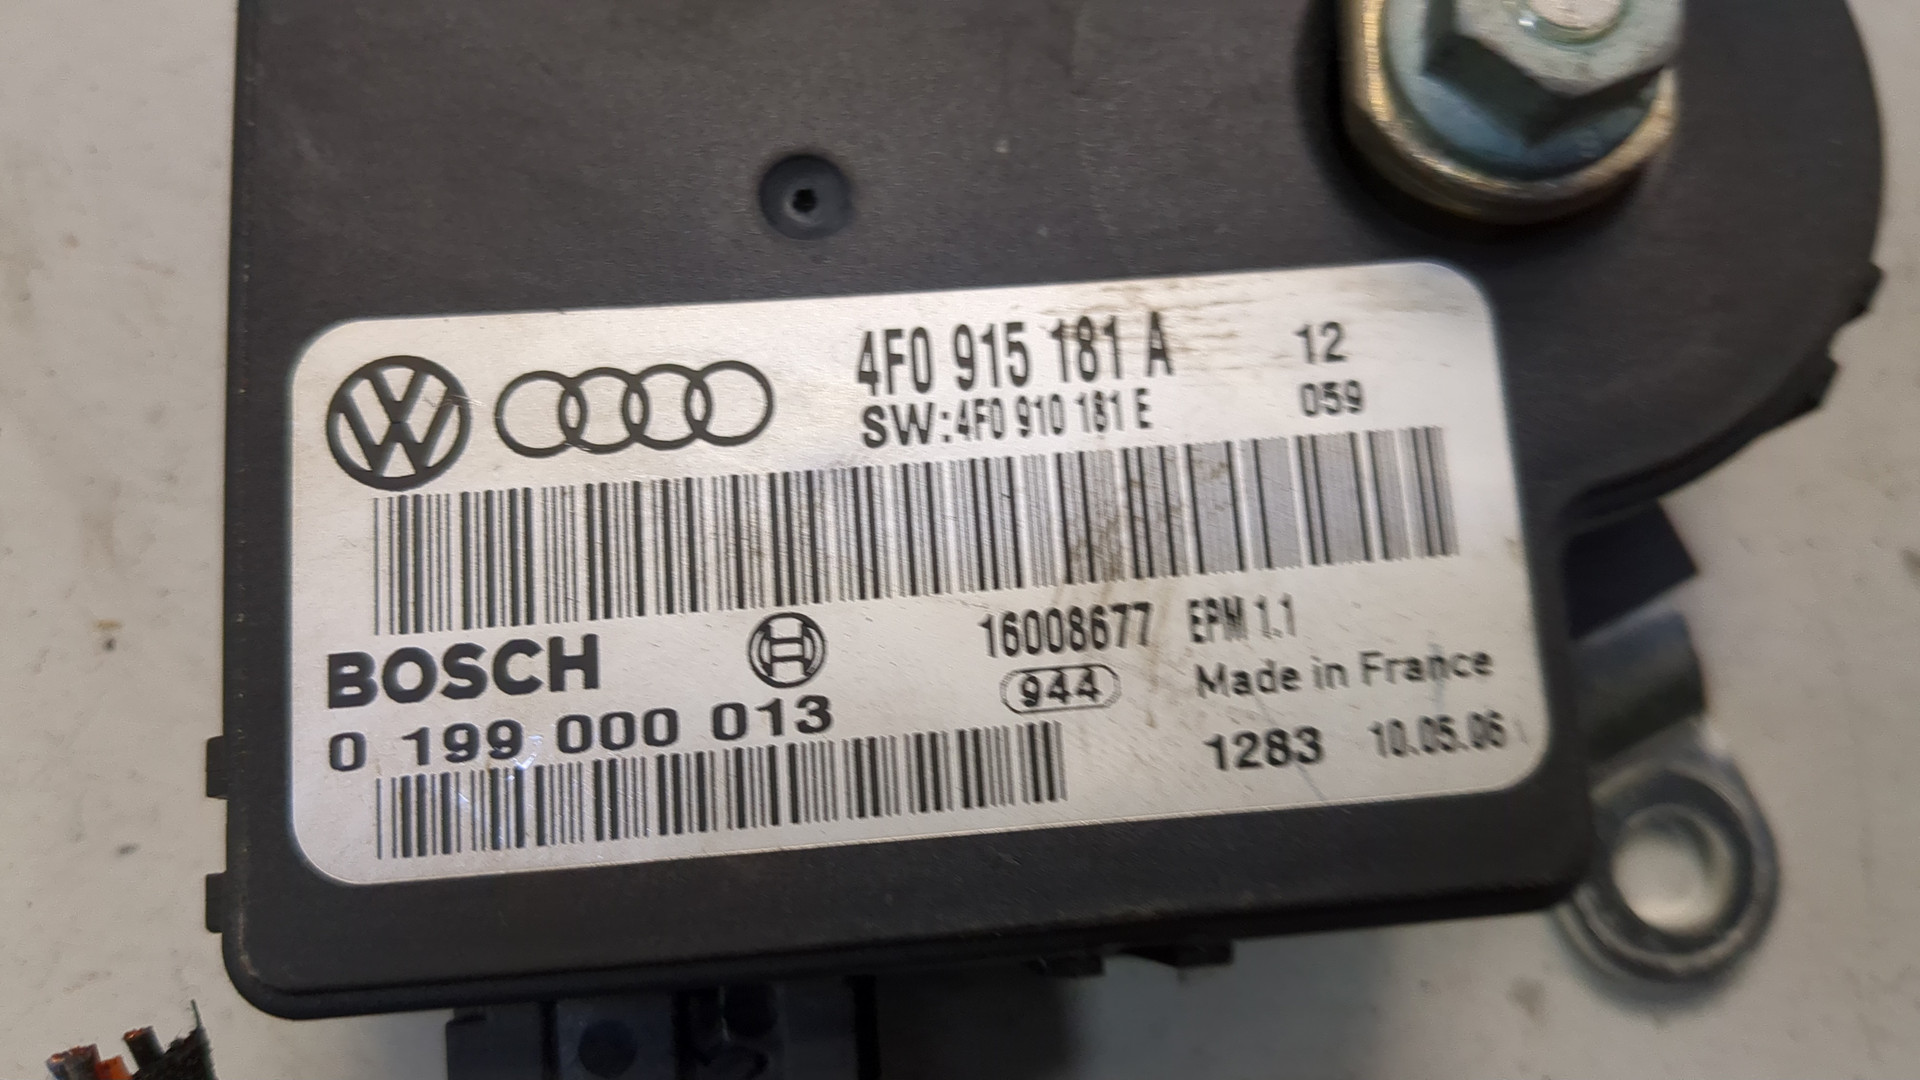 4F0 915 181 A 12
SW:4F0 910 181 E 059
16008677 EPM 1.1
BOSCH 944 Made in France
0 199 000 013 1283 10.05.06